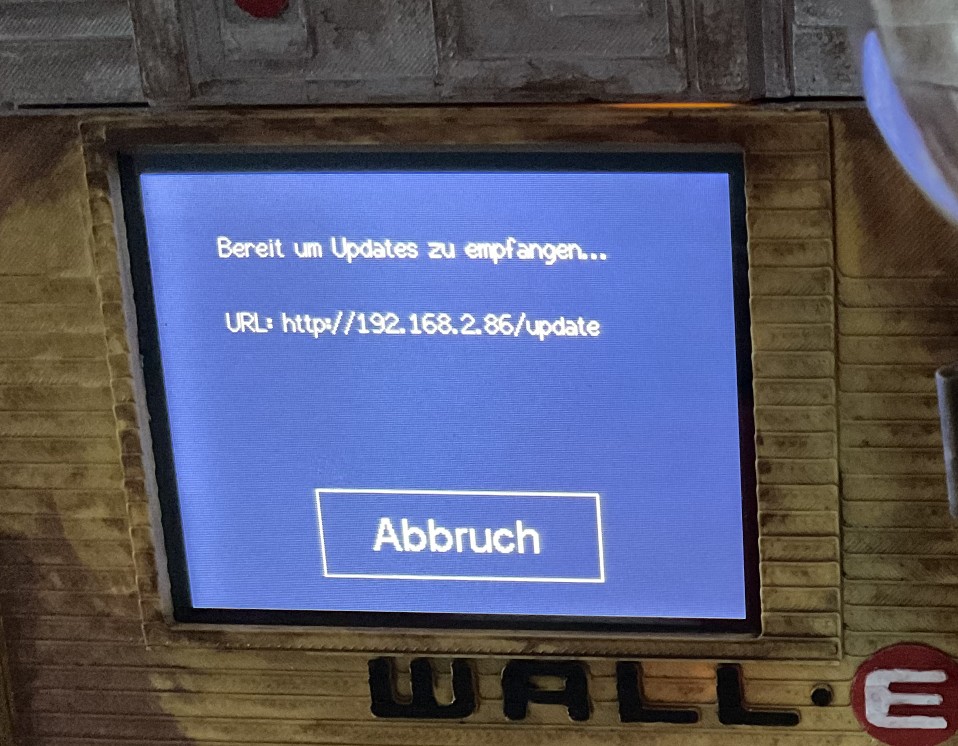 Bereit um Updates zu empfangen...
URL: http://192.168.2.86/update
Abbruch
WALL·E